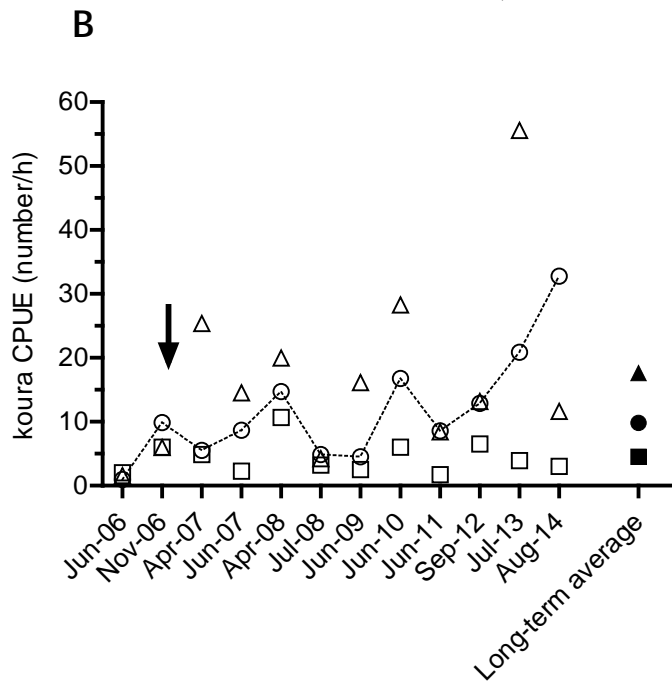 B
koura CPUE (number/h)
60
50
40
30
20
10
0
Jun-06
Nov-06
Apr-07
Jun-07
Apr-08
Jul-08
Jun-09
Jun-10
Jun-11
Sep-12
Jul-13
Aug-14
Long-term average